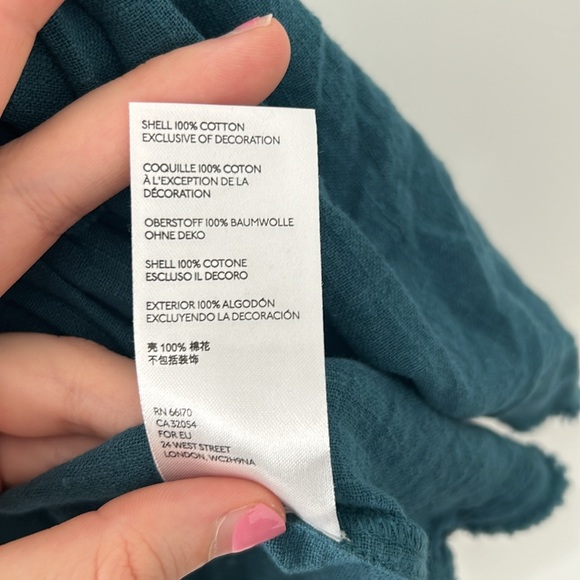 SHELL 100% COTTON
EXCLUSIVE OF DECORATION
COQUILLE 100% COTON
À L'EXCEPTION DE LA
DÉCORATION
OBERSTOFF 100% BAUMWOLLE
OHNE DEKO
SHELL 100% COTONE
ESCLUSO IL DECORO
EXTERIOR 100% ALGODÓN
EXCLUYENDO LA DECORACIÓN
壳 100% 棉花
不包括装饰
RN 66170
CA 32054
FOR EU
24 WEST STREET
LONDON, WC2H9NA